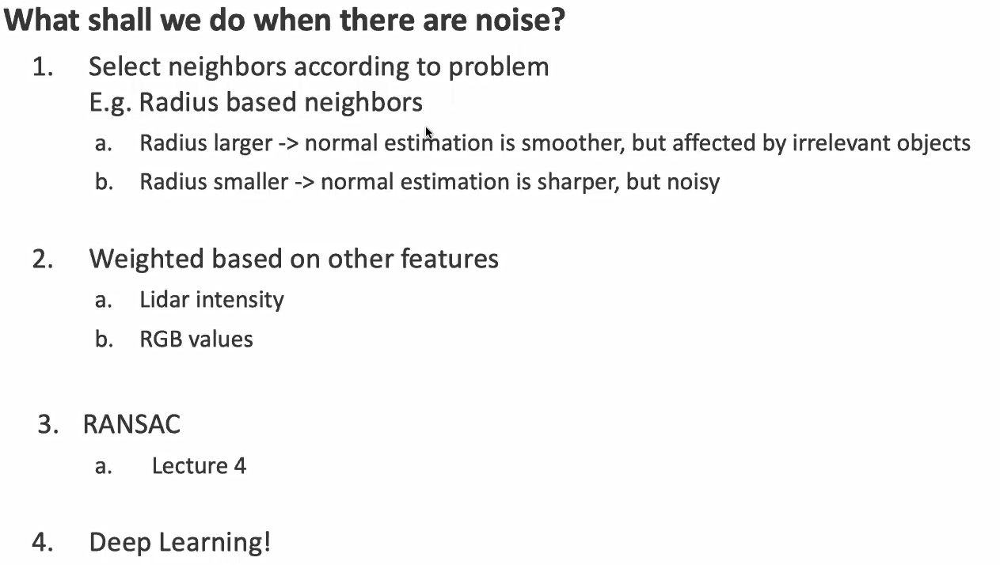 What shall we do when there are noise?
1. Select neighbors according to problem
E.g. Radius based neighbors
a. Radius larger -> normal estimation is smoother, but affected by irrelevant objects
b. Radius smaller -> normal estimation is sharper, but noisy
2. Weighted based on other features
a. Lidar intensity
b. RGB values
3. RANSAC
a. Lecture 4
4. Deep Learning!